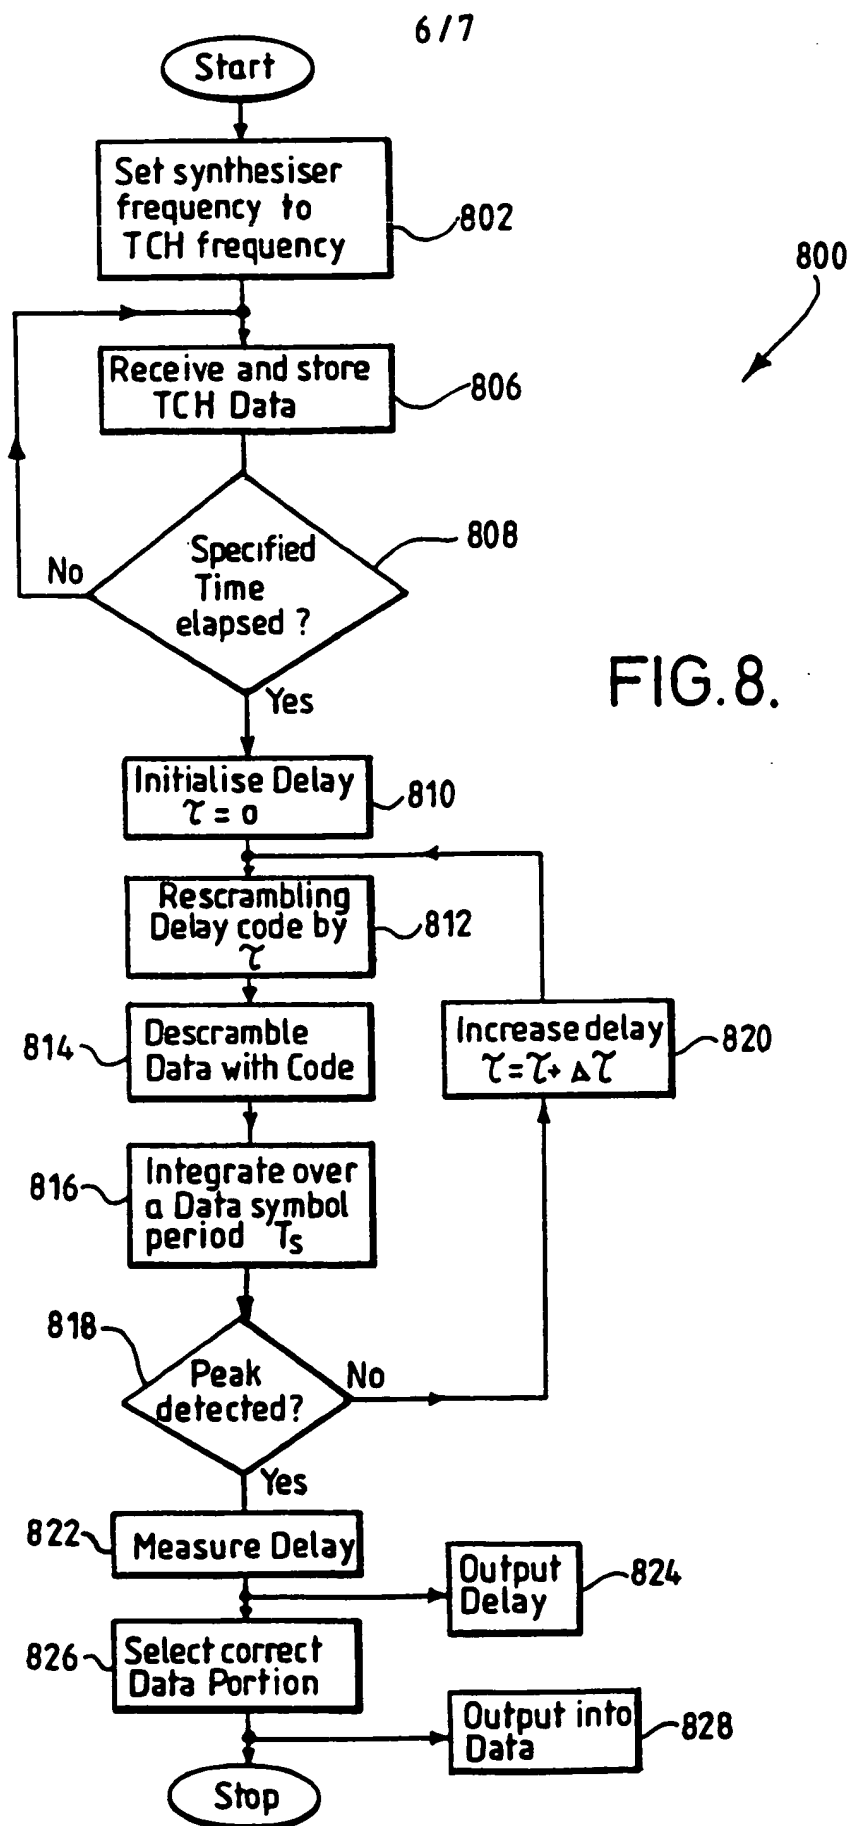 6/7
Start
Set synthesiser
frequency to
TCH frequency
802
800
Receive and store
TCH Data
806
Specified
Time
elapsed ?
808
No
Yes
FIG.8.
Initialise Delay
τ = 0
810
Rescrambling
Delay code by
τ
812
814
Descramble
Data with Code
Increase delay
τ = τ + Δτ
820
816
Integrate over
a Data symbol
period Ts
818
Peak
detected?
No
Yes
822
Measure Delay
Output
Delay
824
826
Select correct
Data Portion
Output into
Data
828
Stop